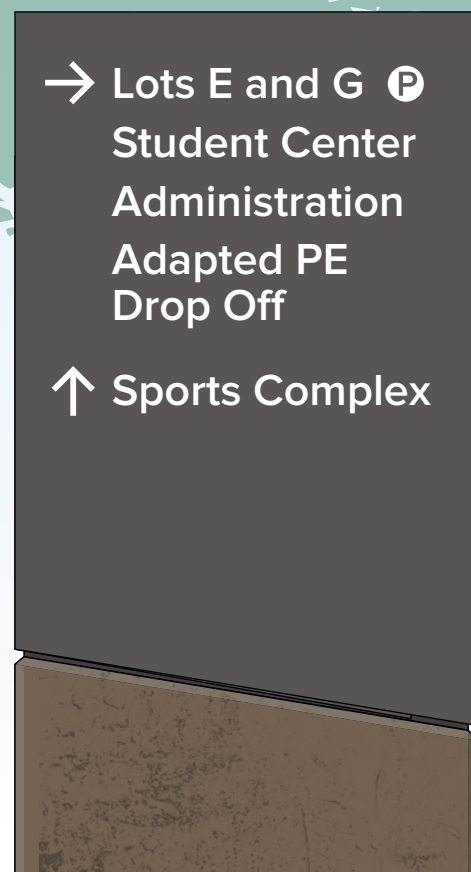 → Lots E and G Ⓟ
Student Center
Administration
Adapted PE
Drop Off
↑ Sports Complex